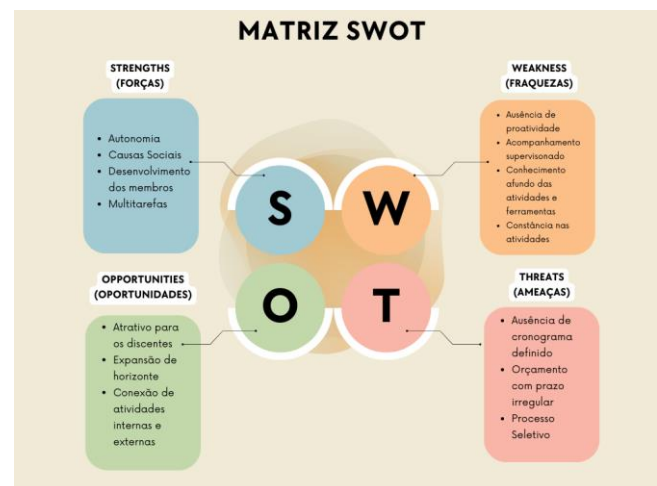 MATRIZ SWOT
STRENGTHS
(FORÇAS)
• Autonomia
• Causas Sociais
• Desenvolvimento
dos membros
• Multitarefas
WEAKNESS
(FRAQUEZAS)
• Ausência de
proatividade
• Acompanhamento
supervisonado
• Conhecimento
afundo das
atividades e
ferramentas
• Constância nas
atividades
S
W
O
T
OPPORTUNITIES
(OPORTUNIDADES)
• Atrativo para
os discentes
• Expansão de
horizonte
• Conexão de
atividades
internas e
externas
THREATS
(AMEAÇAS)
• Ausência de
cronograma
definido
• Orçamento
com prazo
irregular
• Processo
Seletivo